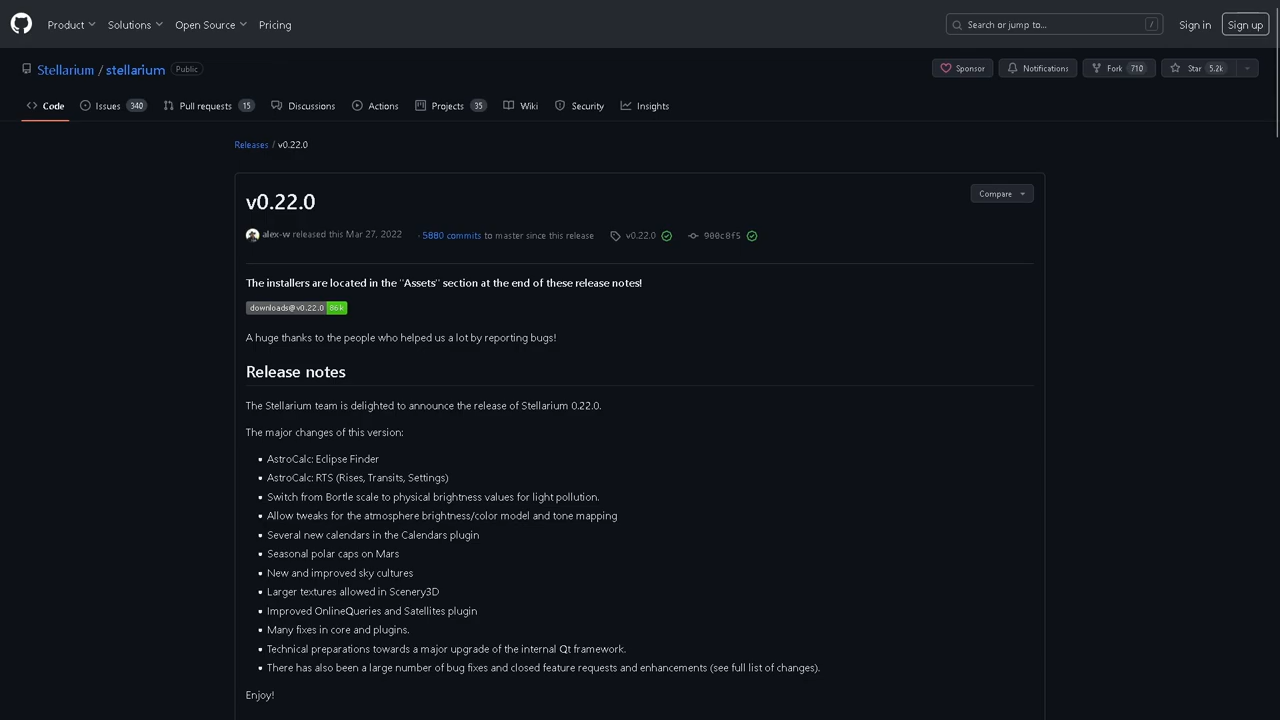 Product
Solutions
Open Source
Pricing
Search or jump to...
/
Sign in
Sign up
Stellarium / stellarium
Public
Sponsor
Notifications
Fork 710
Star 5.2k
Code
Issues 340
Pull requests 15
Discussions
Actions
Projects 35
Wiki
Security
Insights
Releases / v0.22.0
v0.22.0
Compare
alex-w released this Mar 27, 2022
· 5880 commits to master since this release
v0.22.0
900c8f5
The installers are located in the "Assets" section at the end of these release notes!
downloads@v0.22.0 86k
A huge thanks to the people who helped us a lot by reporting bugs!
Release notes
The Stellarium team is delighted to announce the release of Stellarium 0.22.0.
The major changes of this version:
• AstroCalc: Eclipse Finder
• AstroCalc: RTS (Rises, Transits, Settings)
• Switch from Bortle scale to physical brightness values for light pollution.
• Allow tweaks for the atmosphere brightness/color model and tone mapping
• Several new calendars in the Calendars plugin
• Seasonal polar caps on Mars
• New and improved sky cultures
• Larger textures allowed in Scenery3D
• Improved OnlineQueries and Satellites plugin
• Many fixes in core and plugins.
• Technical preparations towards a major upgrade of the internal Qt framework.
• There has also been a large number of bug fixes and closed feature requests and enhancements (see full list of changes).
Enjoy!